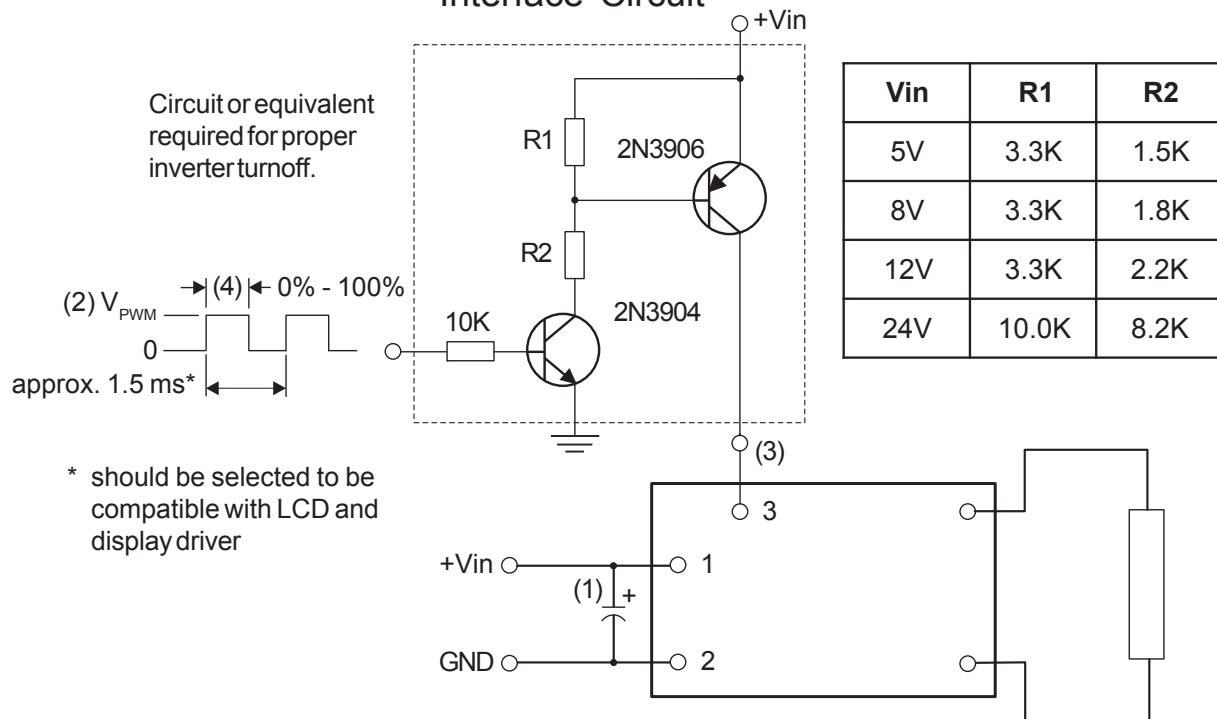 Interface Circuit
+Vin
Circuit or equivalent
required for proper
inverter turnoff.
R1
2N3906
R2
2N3904
10K
(2) VPWM
(4)
0% - 100%
0
approx. 1.5 ms*
* should be selected to be
compatible with LCD and
display driver
Vin R1 R2
5V 3.3K 1.5K
8V 3.3K 1.8K
12V 3.3K 2.2K
24V 10.0K 8.2K
(3)
3
+Vin
1
(1)
+
GND
2